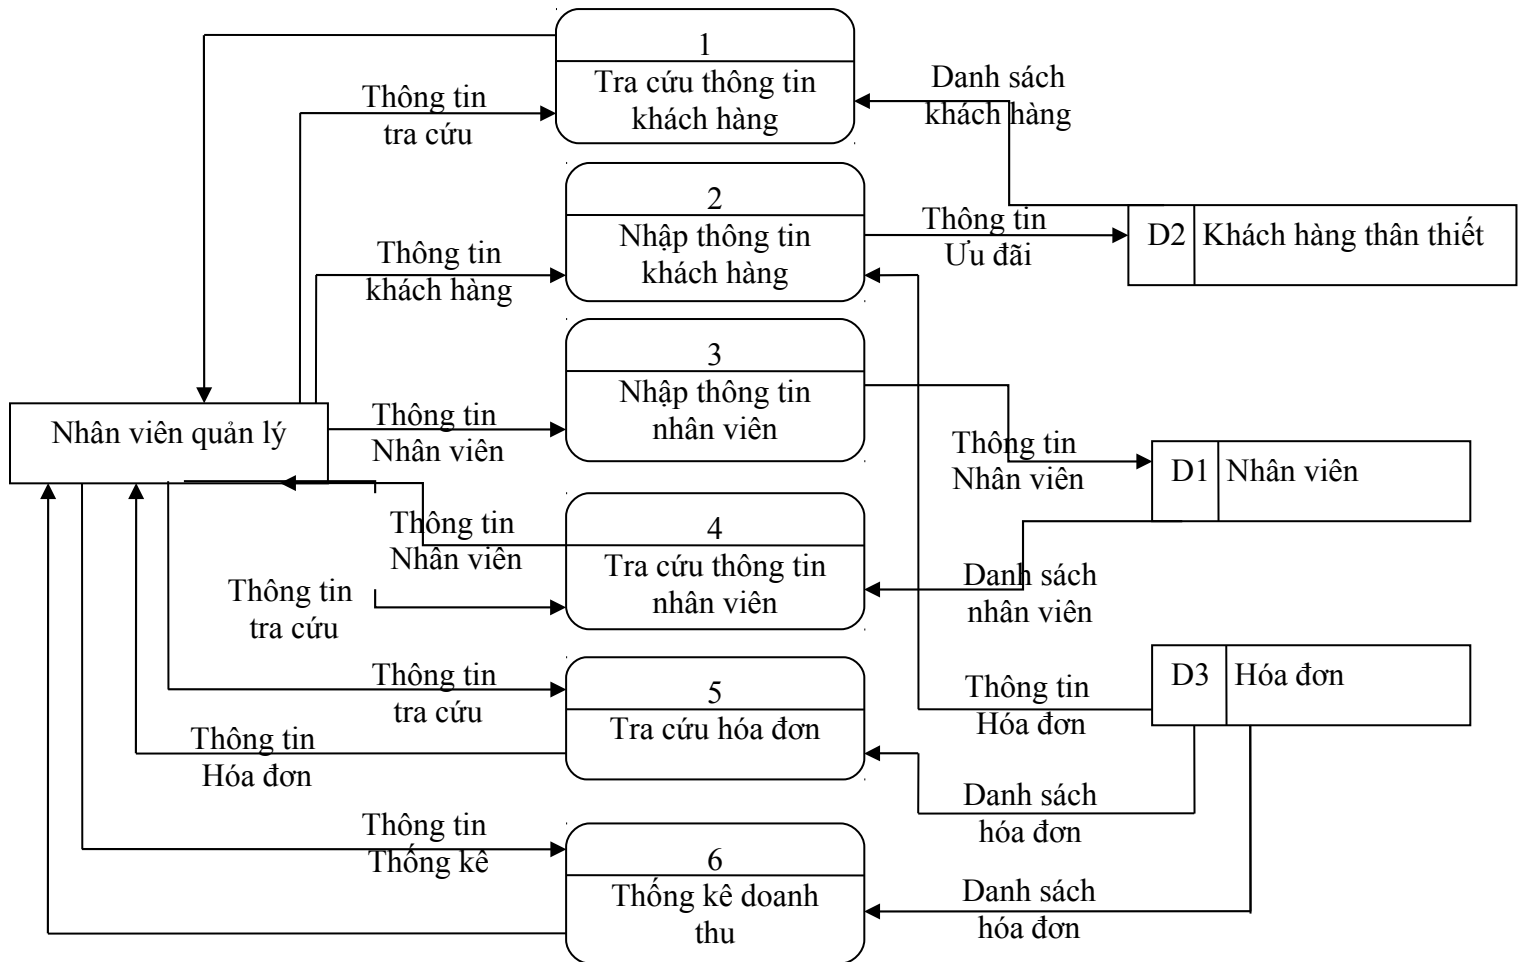 1
Tra cứu thông tin
khách hàng
Thông tin
tra cứu
Danh sách
khách hàng
2
Nhập thông tin
khách hàng
Thông tin
khách hàng
Thông tin
Ưu đãi
D2
Khách hàng thân thiết
3
Nhập thông tin
nhân viên
Nhân viên quản lý
Thông tin
Nhân viên
Thông tin
Nhân viên
D1
Nhân viên
4
Tra cứu thông tin
nhân viên
Thông tin
Nhân viên
Thông tin
tra cứu
Danh sách
nhân viên
5
Tra cứu hóa đơn
Thông tin
tra cứu
Thông tin
Hóa đơn
Thông tin
Hóa đơn
D3
Hóa đơn
Danh sách
hóa đơn
6
Thống kê doanh
thu
Thông tin
Thống kê
Danh sách
hóa đơn